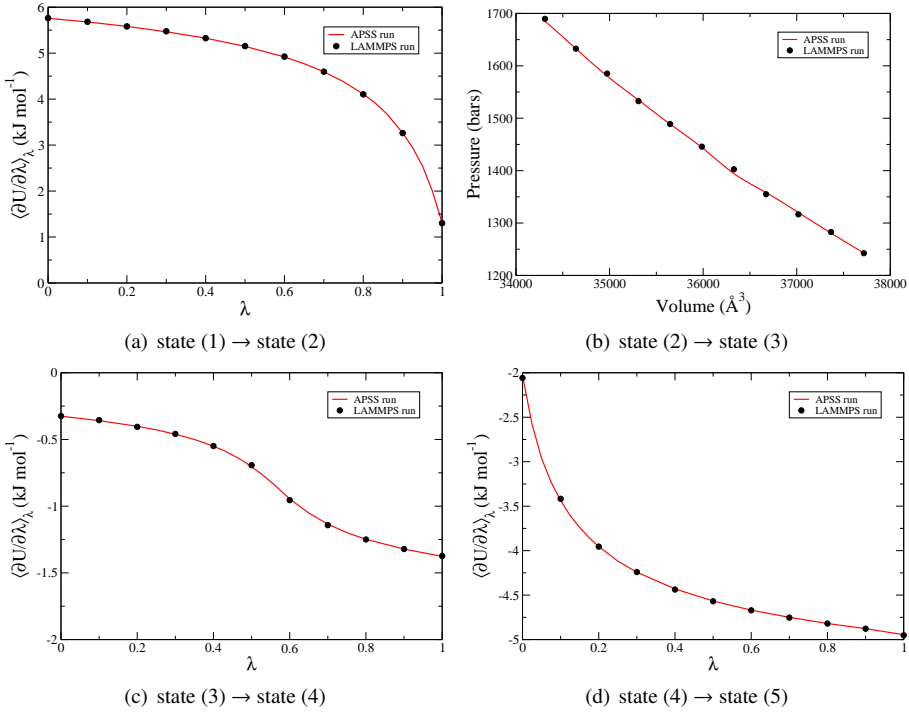 6
5
4
3
2
1
0
⟨∂U/∂λ⟩λ (kJ mol-1)
APSS run
LAMMPS run
0 0.2 0.4 0.6 0.8 1
λ
(a) state (1) → state (2)
1700
1600
1500
1400
1300
1200
Pressure (bars)
APSS run
LAMMPS run
34000 35000 36000 37000 38000
Volume (Å3)
(b) state (2) → state (3)
0
-0.5
-1
-1.5
-2
⟨∂U/∂λ⟩λ (kJ mol-1)
APSS run
LAMMPS run
0 0.2 0.4 0.6 0.8 1
λ
(c) state (3) → state (4)
-2
-2.5
-3
-3.5
-4
-4.5
-5
⟨∂U/∂λ⟩λ (kJ mol-1)
APSS run
LAMMPS run
0 0.2 0.4 0.6 0.8 1
λ
(d) state (4) → state (5)